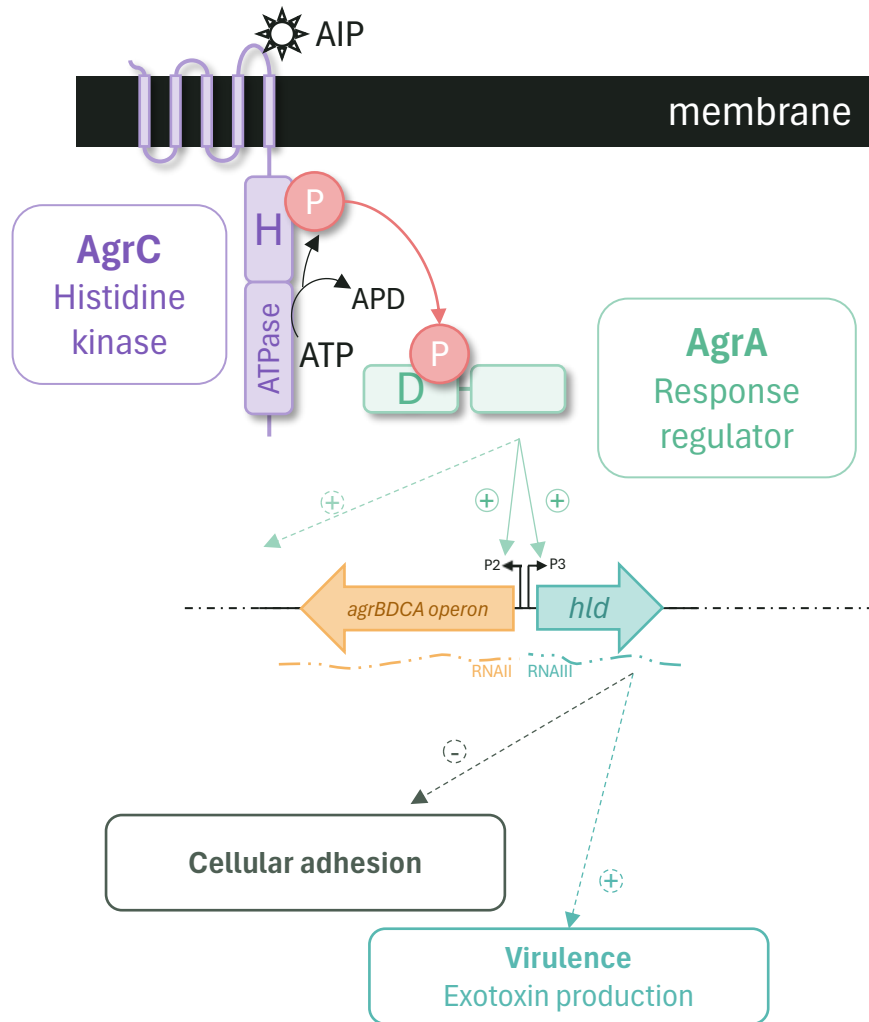 AIP
membrane
P
H
AgrC
Histidine
kinase
APD
ATPase
ATP
P
D
AgrA
Response
regulator
+
+
+
P2
P3
agrBDCA operon
hld
RNAII
RNAIII
-
Cellular adhesion
+
Virulence
Exotoxin production